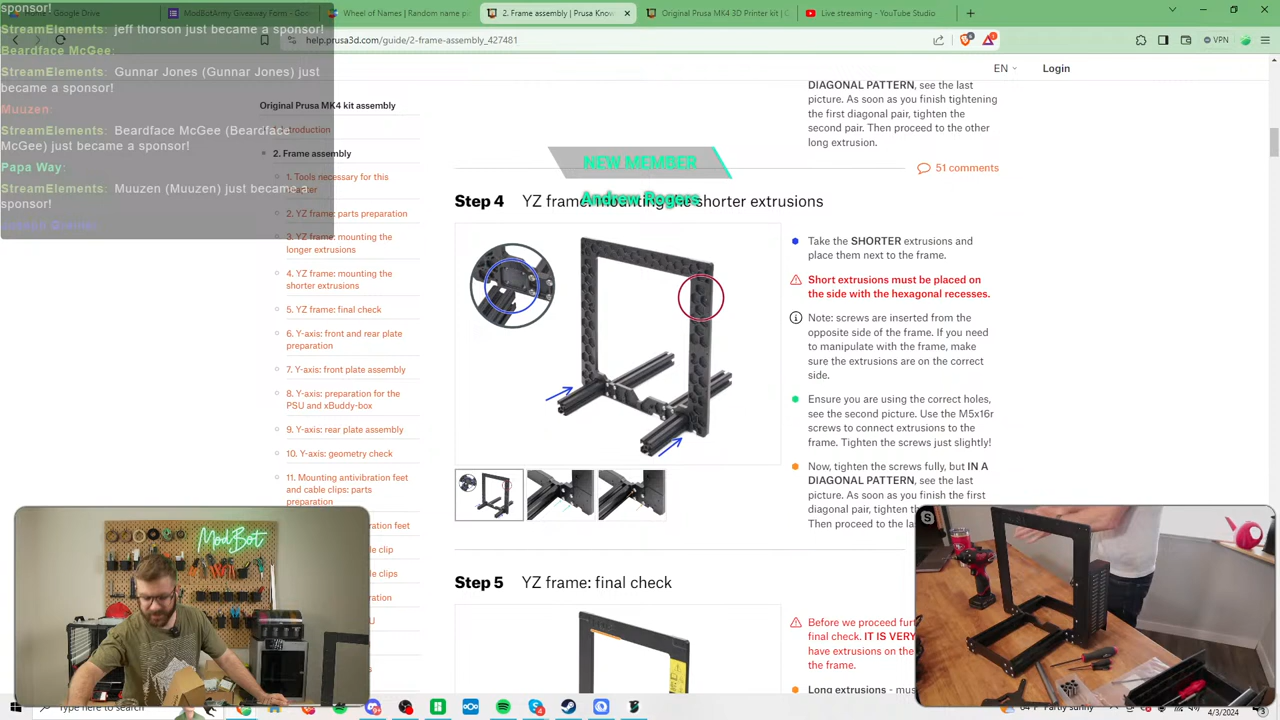 sponsor!
StreamElements: jeff thorson just became a sponsor!
Beardface McGee:
StreamElements: Gunnar Jones (Gunnar Jones) just
became a sponsor!
Muuzen:
StreamElements: Beardface McGee (Beardface
McGee) just became a sponsor!
Papa Way:
StreamElements: Muuzen (Muuzen) just became a
sponsor!
ModBotArmy Giveaway Form
Wheel of Names | Random name p
2. Frame assembly | Prusa Know
Original Prusa MK4 3D Printer kit
Live streaming - YouTube Studio
help.prusa3d.com/guide/2-frame-assembly_427481
VPN
EN
Login
Original Prusa MK4 kit assembly
2. Frame assembly
1. Tools necessary for this
2. YZ frame: parts preparation
3. YZ frame: mounting the
longer extrusions
4. YZ frame: mounting the
shorter extrusions
5. YZ frame: final check
6. Y-axis: front and rear plate
preparation
7. Y-axis: front plate assembly
8. Y-axis: preparation for the
PSU and xBuddy-box
9. Y-axis: rear plate assembly
10. Y-axis: geometry check
11. Mounting antivibration feet
and cable clips: parts
preparation
DIAGONAL PATTERN, see the last
picture. As soon as you finish tightening
the first diagonal pair, tighten the
second pair. Then proceed to the other
long extrusion.
51 comments
NEW MEMBER
Andrew Rogers
Step 4 YZ frame: mounting the shorter extrusions
Take the SHORTER extrusions and
place them next to the frame.
Short extrusions must be placed on
the side with the hexagonal recesses.
Note: screws are inserted from the
opposite side of the frame. If you
need to manipulate with the frame, make
sure the extrusions are on the correct
side.
Ensure you are using the correct holes,
see the second picture. Use the M5x16r
screws to connect extrusions to the
frame. Tighten the screws just slightly!
Now, tighten the screws fully, but IN A
DIAGONAL PATTERN, see the last
picture. As soon as you finish the first
diagonal pair, tighten
Then proceed to the
Step 5 YZ frame: final check
Before we proceed
final check. IT IS VERY
have extrusions on the
the frame.
Long extrusions - mus
ModBot
Type here to search
Partly sunny